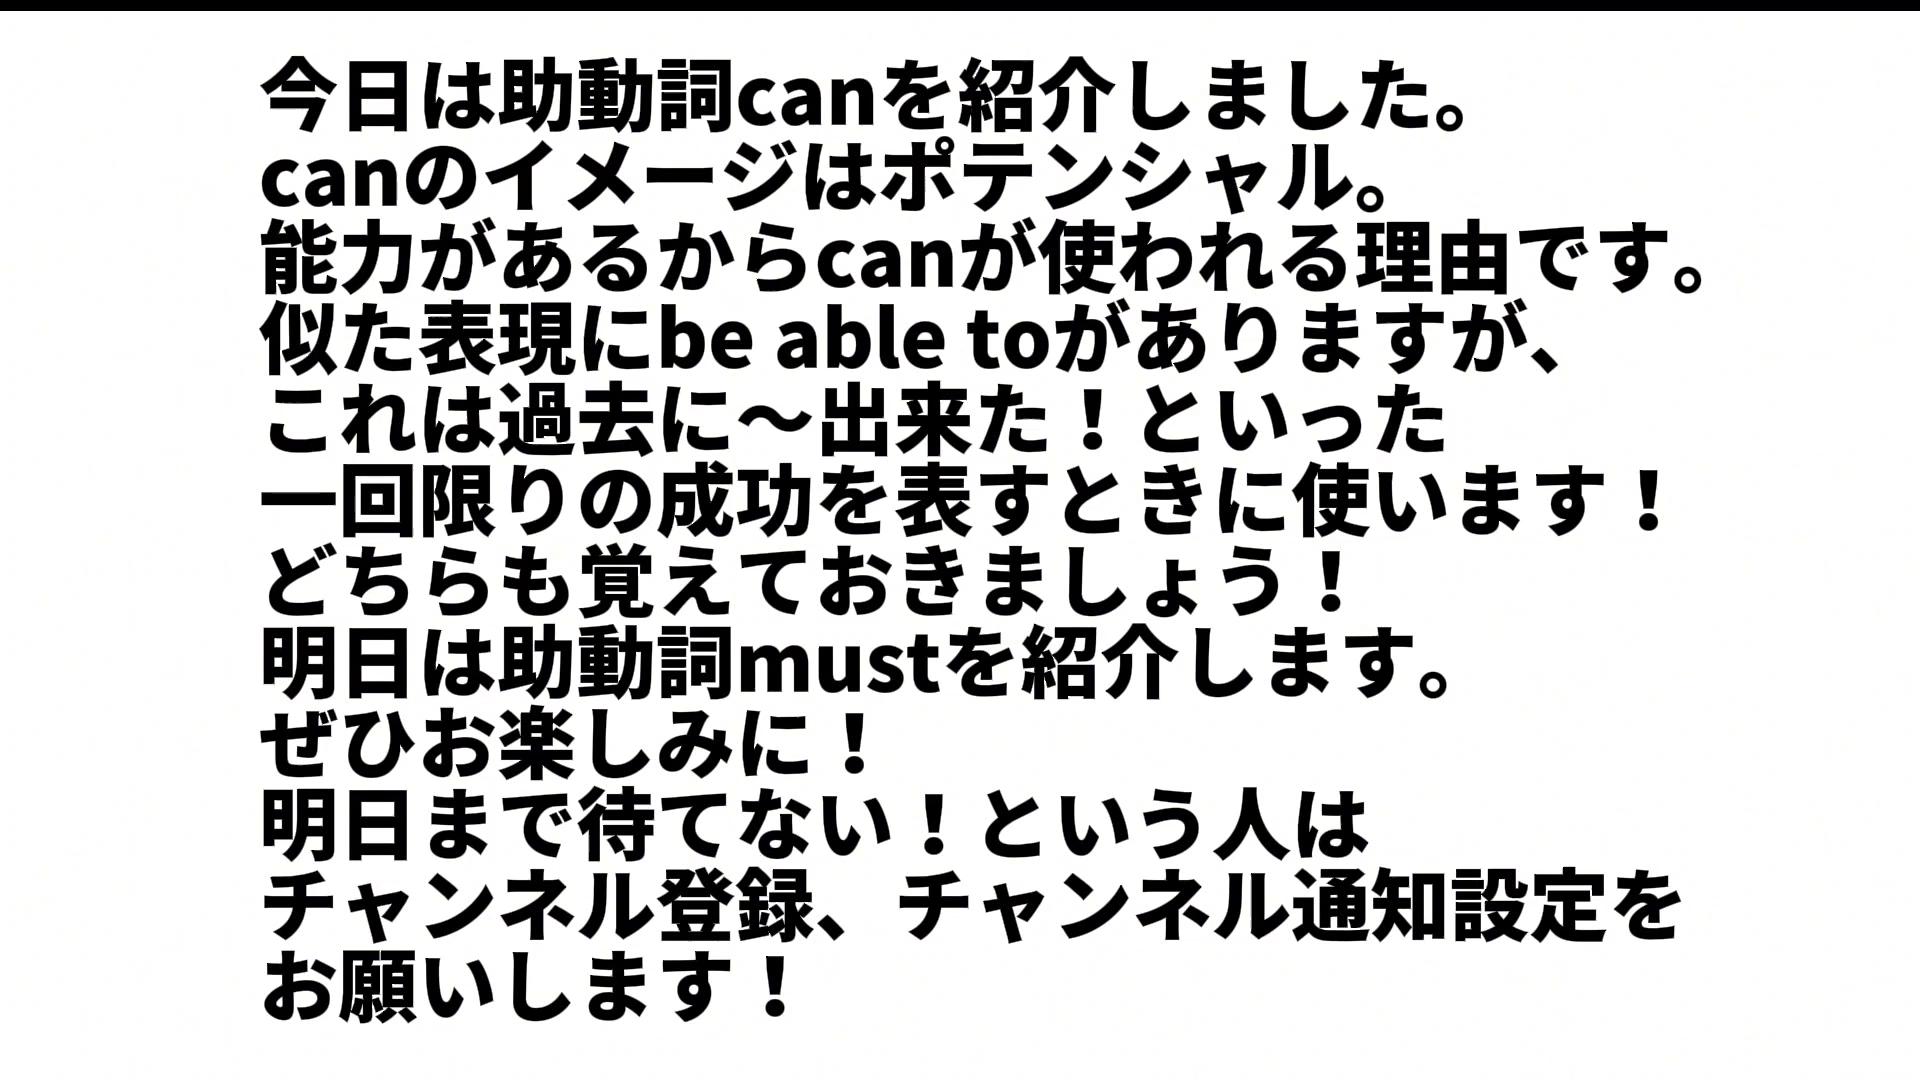 今日は助動詞canを紹介しました。
canのイメージはポテンシャル。
能力があるからcanが使われる理由です。
似た表現にbe able toがありますが、
これは過去に～出来た！といった
一回限りの成功を表すときに使います！
どちらも覚えておきましょう！
明日は助動詞mustを紹介します。
ぜひお楽しみに！
明日まで待てない！という人は
チャンネル登録、チャンネル通知設定を
お願いします！